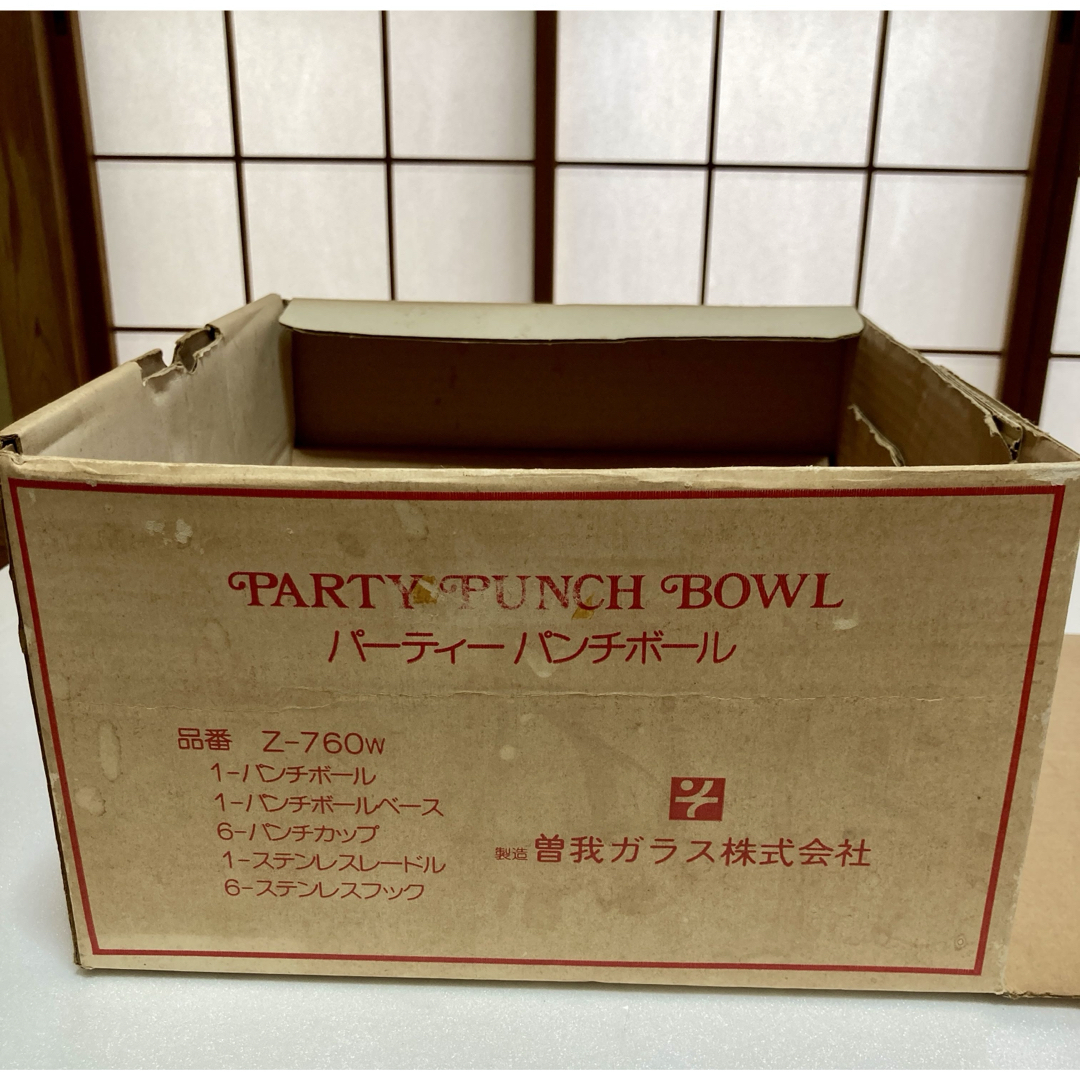 PARTY PUNCH BOWL
パーティー パンチボール
品番 Z-760W
1-パンチボール
1-パンチボールベース
6-パンチカップ
1-ステンレスレードル
6-ステンレスフック
製造 曽我ガラス株式会社